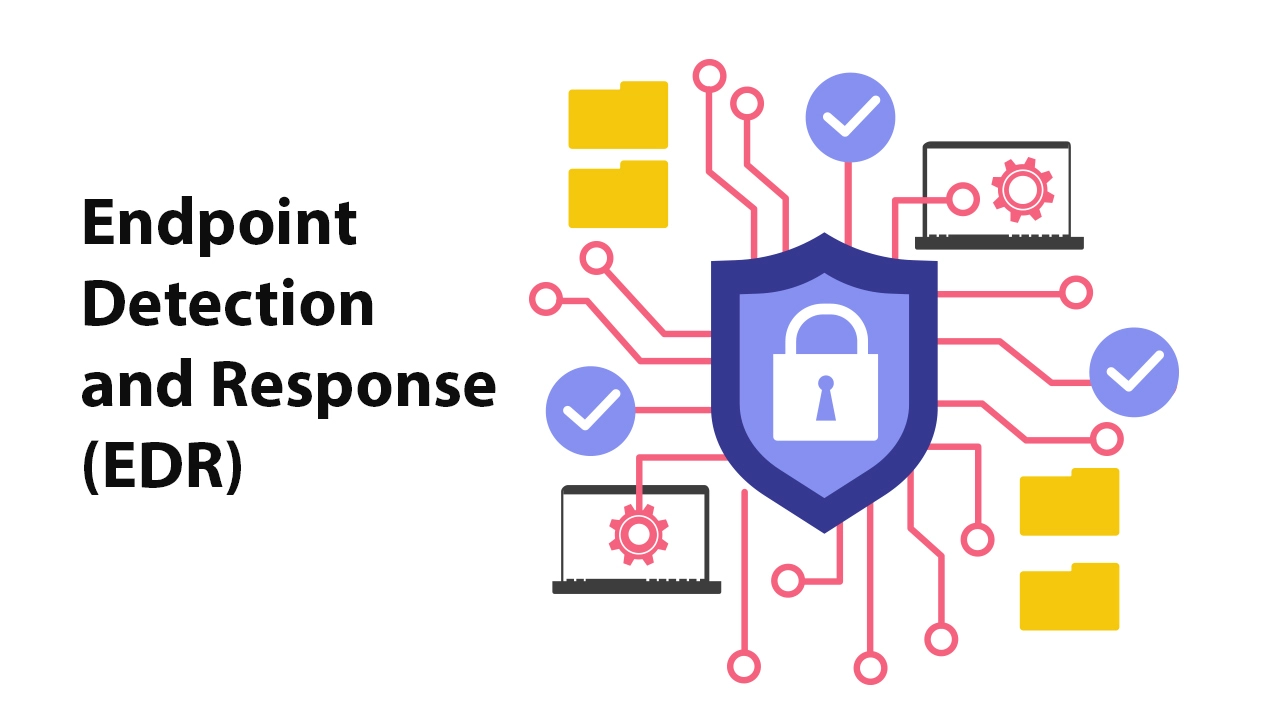 Endpoint
Detection
and Response
(EDR)